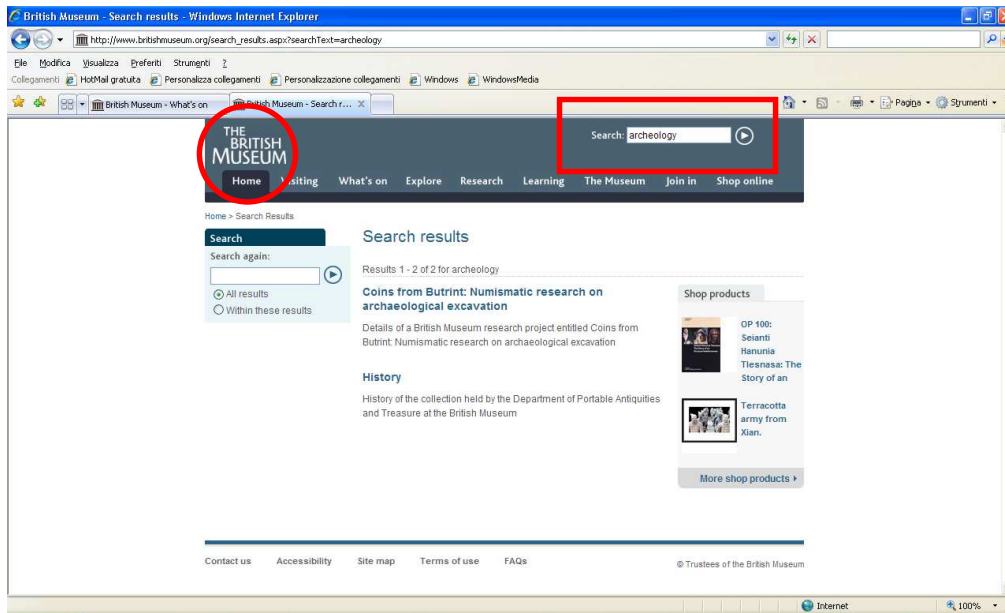 British Museum - Search results - Windows Internet Explorer
http://www.britishmuseum.org/search_results.aspx?searchText=archeology
File Modifica Visualizza Preferiti Strumenti ?
Collegamenti HotMail gratuita Personalizza collegamenti Personalizzazione collegamenti Windows WindowsMedia
British Museum - What's on British Museum - Search r... Pagina Strumenti
THE
BRITISH
MUSEUM
Search: archeology
Home Visiting What's on Explore Research Learning The Museum Join in Shop online
Home > Search Results
Search
Search again:
All results
Within these results
Search results
Results 1 - 2 of 2 for archeology
Coins from Butrint: Numismatic research on
archaeological excavation
Details of a British Museum research project entitled Coins from
Butrint: Numismatic research on archaeological excavation
History
History of the collection held by the Department of Portable Antiquities
and Treasure at the British Museum
Shop products
OP 100:
Seianti
Hanunia
Tlesnasa: The
Story of an
Terracotta
army from
Xian.
More shop products
Contact us Accessibility Site map Terms of use FAQs
© Trustees of the British Museum
Internet 100%